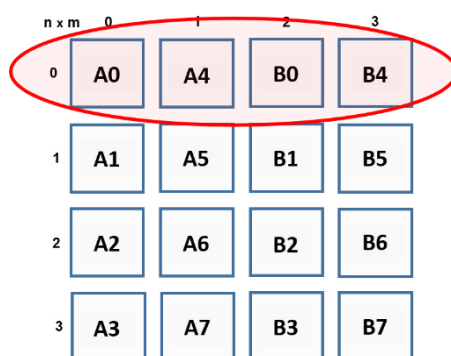 n x m 0 1 2 3
0 A0 A4 B0 B4
1 A1 A5 B1 B5
2 A2 A6 B2 B6
3 A3 A7 B3 B7